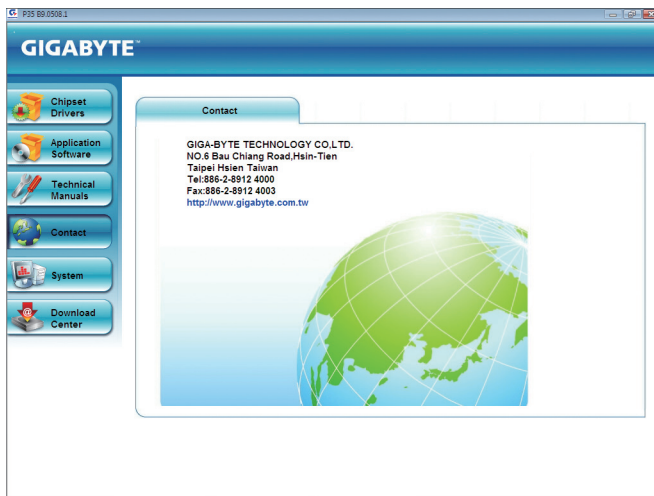 P35 B9.0508.1
GIGABYTE™
Chipset
Drivers
Application
Software
Technical
Manuals
Contact
System
Download
Center
Contact
GIGA-BYTE TECHNOLOGY CO,LTD.
NO.6 Bau Chiang Road,Hsin-Tien
Taipei Hsien Taiwan
Tel:886-2-8912 4000
Fax:886-2-8912 4003
http://www.gigabyte.com.tw